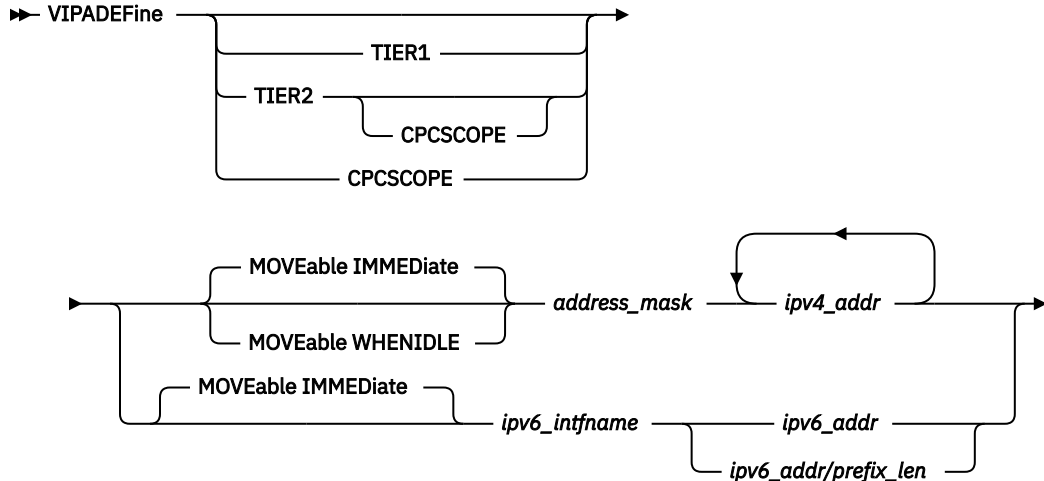 VIPADEFine
TIER1
TIER2
CPCSCOPE
CPCSCOPE
MOVEable IMMEDiate
address_mask ipv4_addr
MOVEable WHENIDLE
MOVEable IMMEDiate
ipv6_intfname ipv6_addr
ipv6_addr/prefix_len